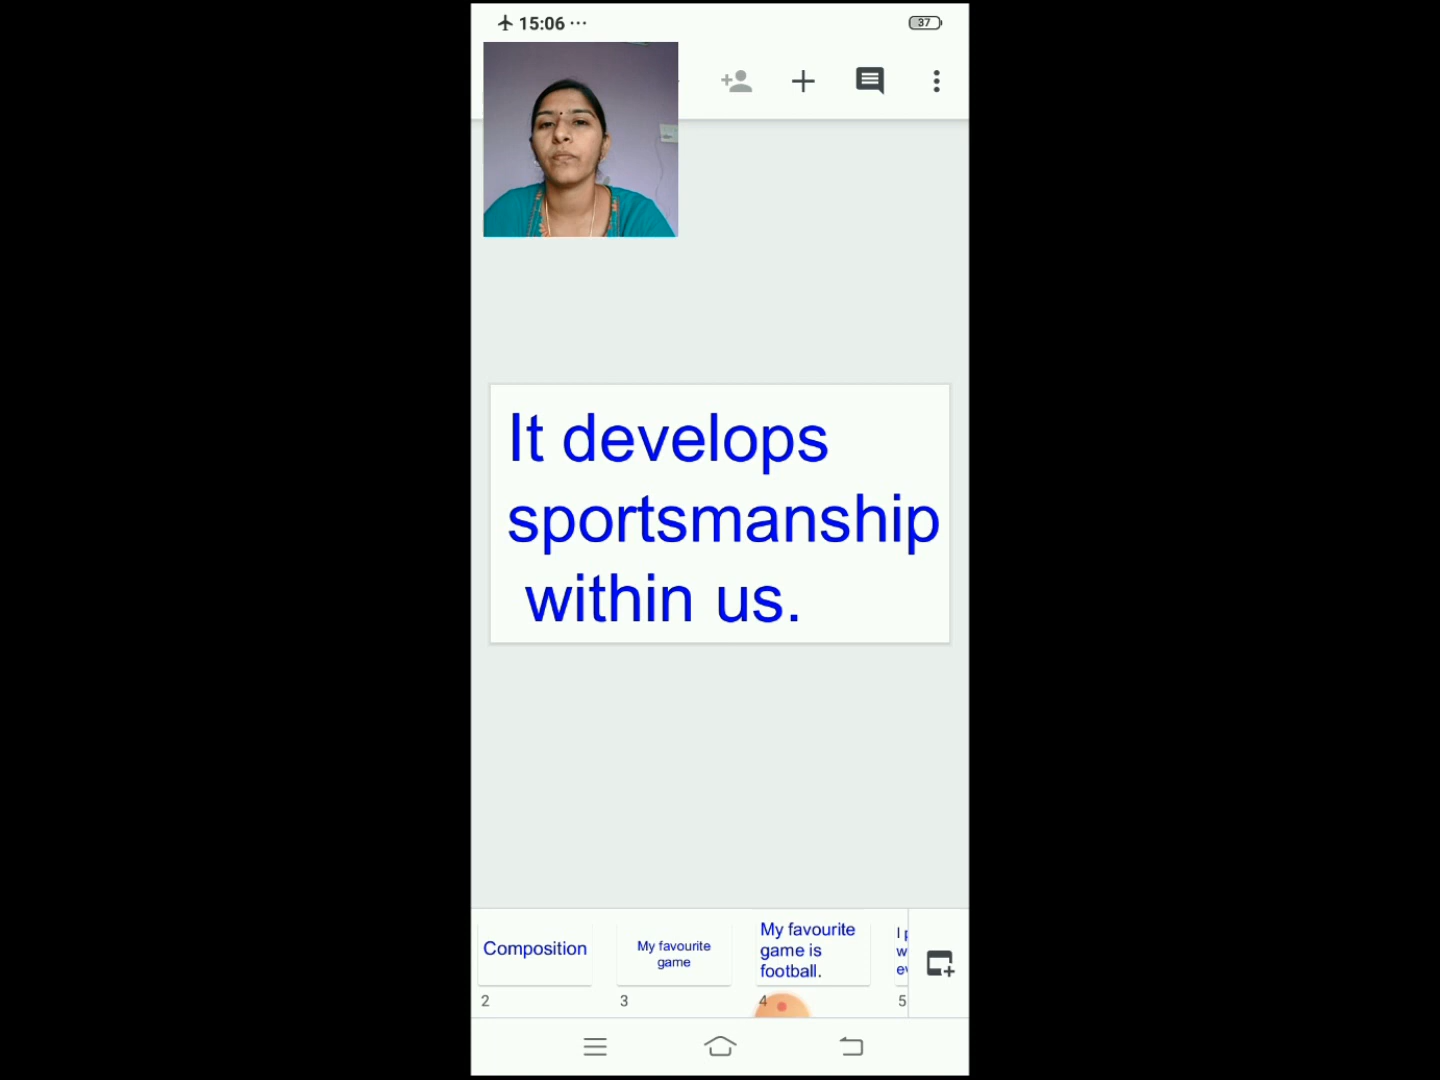 15:06 ...
37
It develops
sportsmanship
within us.
Composition
My favourite
game
My favourite
game is
football.
I
w
ev
2
3
4
5